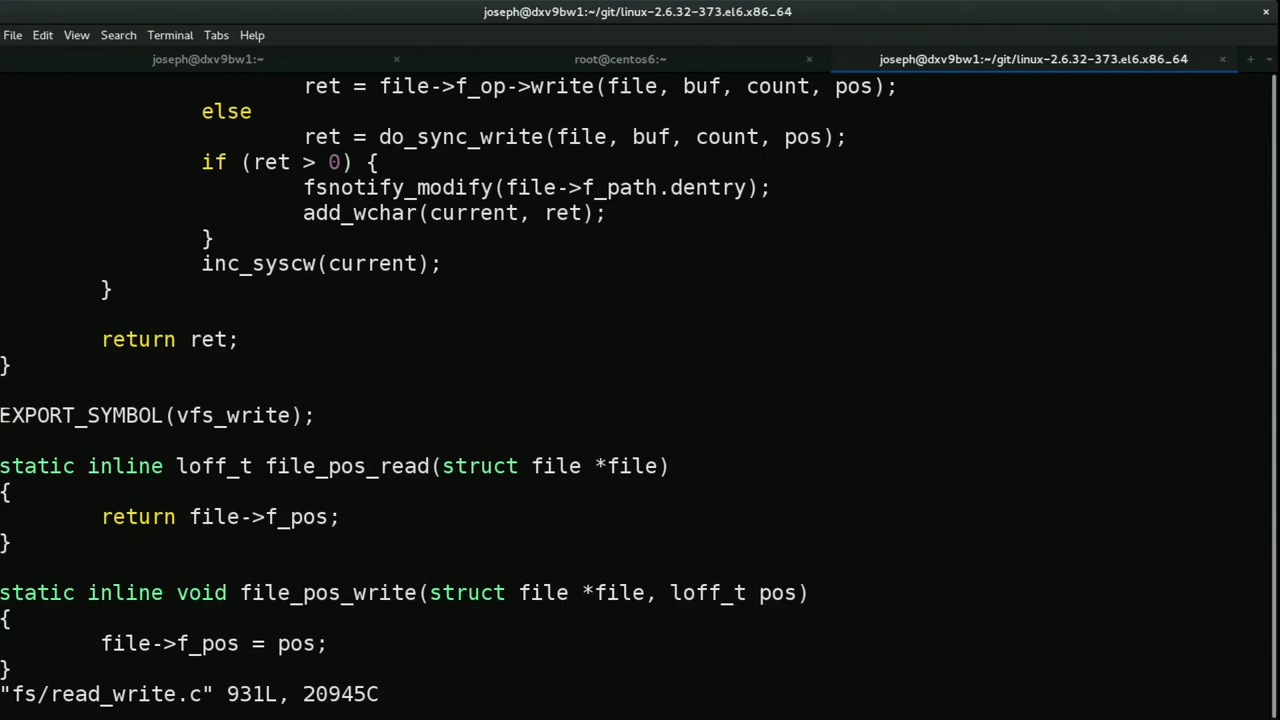 joseph@dxv9bw1:~/git/linux-2.6.32-373.el6.x86_64 ×
File Edit View Search Terminal Tabs Help
joseph@dxv9bw1:~ × root@centos6:~ × joseph@dxv9bw1:~/git/linux-2.6.32-373.el6.x86_64 × +
ret = file->f_op->write(file, buf, count, pos);
else
ret = do_sync_write(file, buf, count, pos);
if (ret > 0) {
fsnotify_modify(file->f_path.dentry);
add_wchar(current, ret);
}
inc_syscw(current);
}
return ret;
}
EXPORT_SYMBOL(vfs_write);
static inline loff_t file_pos_read(struct file *file)
{
return file->f_pos;
}
static inline void file_pos_write(struct file *file, loff_t pos)
{
file->f_pos = pos;
}
"fs/read_write.c" 931L, 20945C